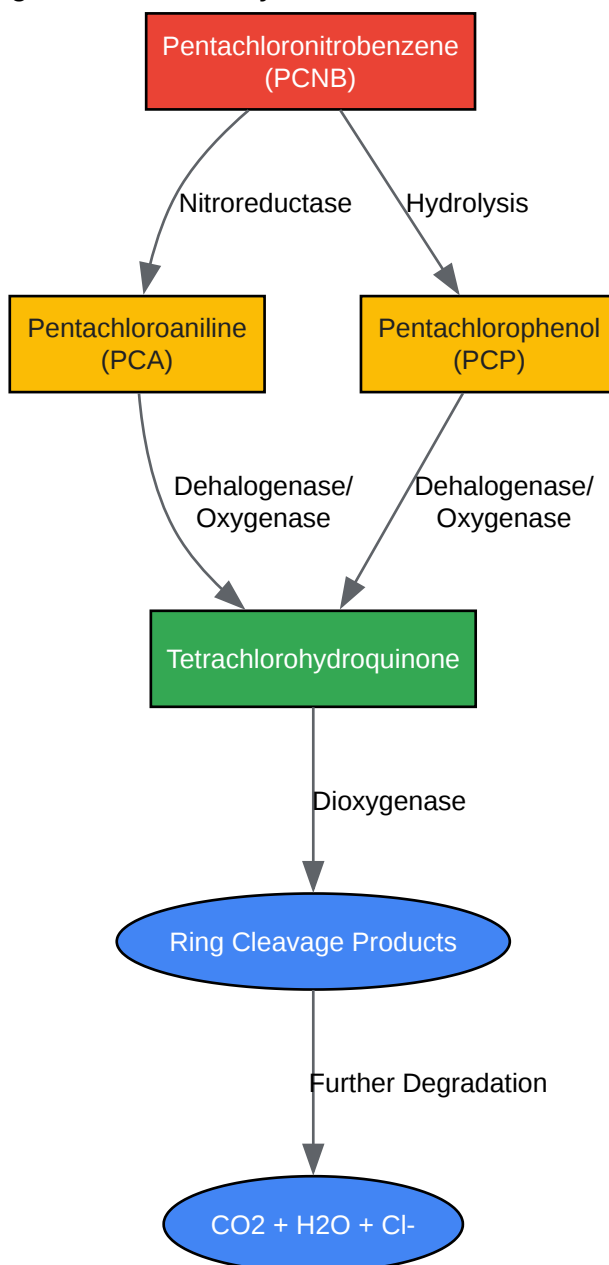 Pentachloronitrobenzene
(PCNB)
Nitroreductase
Hydrolysis
Pentachloroaniline
(PCA)
Pentachlorophenol
(PCP)
Dehalogenase/
Oxygenase
Dehalogenase/
Oxygenase
Tetrachlorohydroquinone
Dioxygenase
Ring Cleavage Products
Further Degradation
CO2 + H2O + Cl-